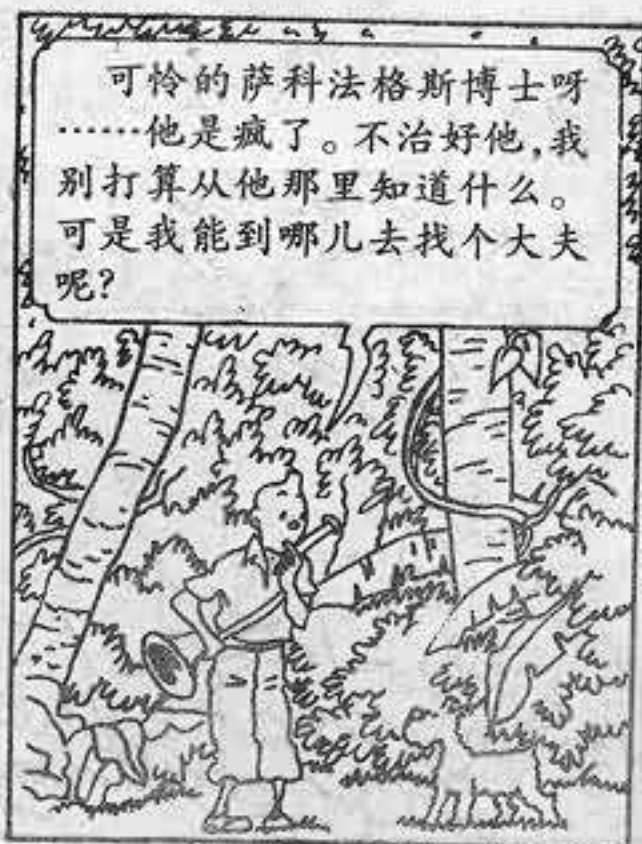 可怜的萨科法格斯博士呀
……他是疯了。不治好他,我
别打算从他那里知道什么。
可是我能到哪儿去找个大夫
呢?